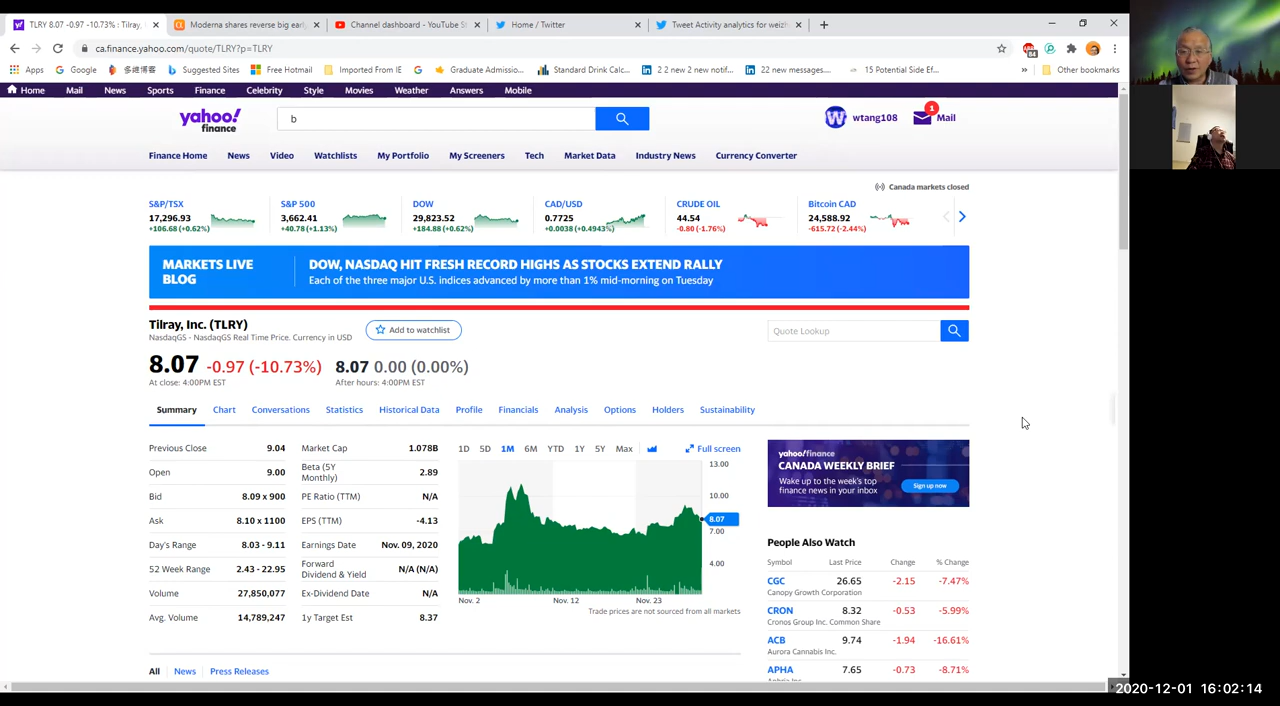 TLRY 8.07 -0.97 -10.73% : Tilray,
Moderna shares reverse big ear
Channel dashboard - YouTube S
Home / Twitter
Tweet Activity analytics for weizh
ca.finance.yahoo.com/quote/TLRY?p=TLRY
Apps
Google
多维博客
Suggested Sites
Free Hotmail
Imported From IE
Graduate Admissio...
Standard Drink Calc...
2 2 new 2 new notif...
22 new messages....
15 Potential Side Ef...
»
Other bookmarks
Home Mail News Sports Finance Celebrity Style Movies Weather Answers Mobile
yahoo!
finance
b
wtang108
1
Mail
Finance Home News Video Watchlists My Portfolio My Screeners Tech Market Data Industry News Currency Converter
Canada markets closed
S&P/TSX
17,296.93
+106.68 (+0.62%)
S&P 500
3,662.41
+40.78 (+1.13%)
DOW
29,823.52
+184.88 (+0.62%)
CAD/USD
0.7725
+0.0038 (+0.4943%)
CRUDE OIL
44.54
-0.80 (-1.76%)
Bitcoin CAD
24,588.92
-615.72 (-2.44%)
MARKETS LIVE
BLOG
DOW, NASDAQ HIT FRESH RECORD HIGHS AS STOCKS EXTEND RALLY
Each of the three major U.S. indices advanced by more than 1% mid-morning on Tuesday
Tilray, Inc. (TLRY)
NasdaqGS - NasdaqGS Real Time Price. Currency in USD
Add to watchlist
Quote Lookup
8.07 -0.97 (-10.73%)
At close: 4:00PM EST
8.07 0.00 (0.00%)
After hours: 4:00PM EST
Summary Chart Conversations Statistics Historical Data Profile Financials Analysis Options Holders Sustainability
Previous Close 9.04
Open 9.00
Bid 8.09 x 900
Ask 8.10 x 1100
Day's Range 8.03 - 9.11
52 Week Range 2.43 - 22.95
Volume 27,850,077
Avg. Volume 14,789,247
Market Cap 1.078B
Beta (5Y
Monthly) 2.89
PE Ratio (TTM) N/A
EPS (TTM) -4.13
Earnings Date Nov. 09, 2020
Forward
Dividend & Yield N/A (N/A)
Ex-Dividend Date N/A
1y Target Est 8.37
1D 5D 1M 6M YTD 1Y 5Y Max
Full screen
13.00
10.00
8.07
7.00
4.00
Nov. 2 Nov. 12 Nov. 23
Trade prices are not sourced from all markets
yahoo!finance
CANADA WEEKLY BRIEF
Wake up to the week's top
finance news in your inbox
Sign up now
People Also Watch
Symbol Last Price Change % Change
CGC 26.65 -2.15 -7.47%
Canopy Growth Corporation
CRON 8.32 -0.53 -5.99%
Cronos Group Inc. Common Share
ACB 9.74 -1.94 -16.61%
Aurora Cannabis Inc.
APHA 7.65 -0.73 -8.71%
Aphria Inc.
All News Press Releases
2020-12-01 16:02:14